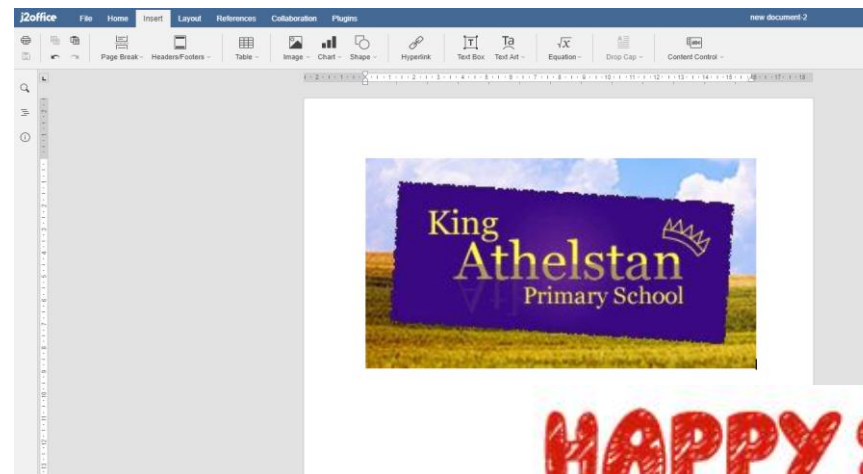 j2office File Home Insert Layout References Collaboration Plugins new document-2
Page Break Headers/Footers Table Image Chart Shape Hyperlink Text Box Text Art Equation Drop Cap Content Control
King
Athelstan
Primary School
HAPPY